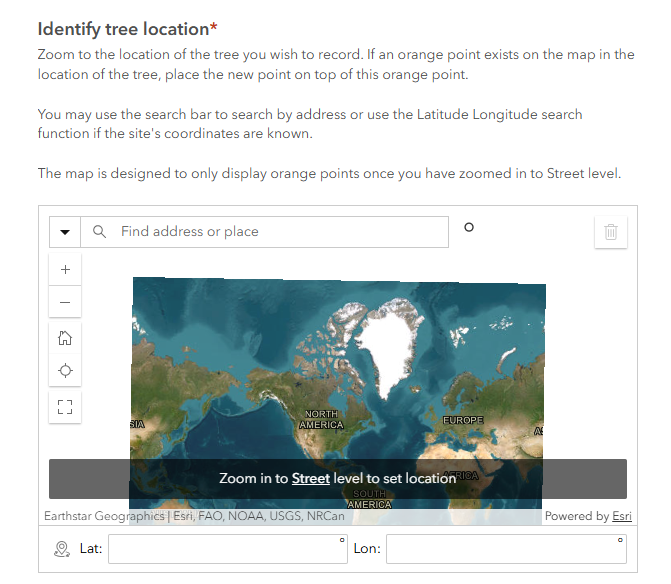 Identify tree location*
Zoom to the location of the tree you wish to record. If an orange point exists on the map in the
location of the tree, place the new point on top of this orange point.
You may use the search bar to search by address or use the Latitude Longitude search
function if the site's coordinates are known.
The map is designed to only display orange points once you have zoomed in to Street level.
Find address or place
NORTH
AMERICA
EUROPE
SIA
Zoom in to Street level to set location
SOUTH
AMERICA
Earthstar Geographics | Esri, FAO, NOAA, USGS, NRCan
Powered by Esri
Lat: °
Lon: °